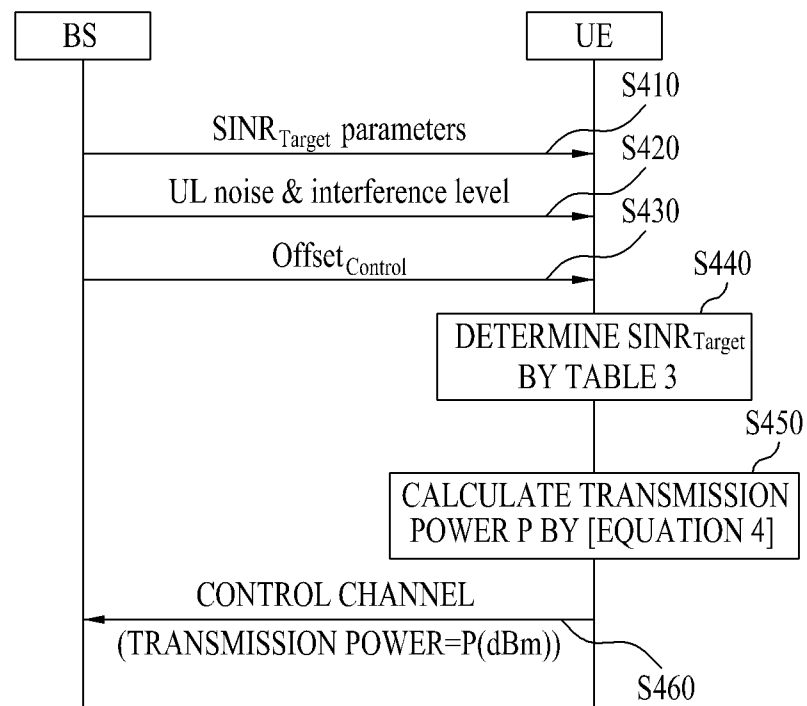 BS
UE
S410
SINRTarget parameters
S420
UL noise & interference level
S430
OffsetControl
S440
DETERMINE SINRTarget
BY TABLE 3
S450
CALCULATE TRANSMISSION
POWER P BY [EQUATION 4]
CONTROL CHANNEL
(TRANSMISSION POWER=P(dBm))
S460